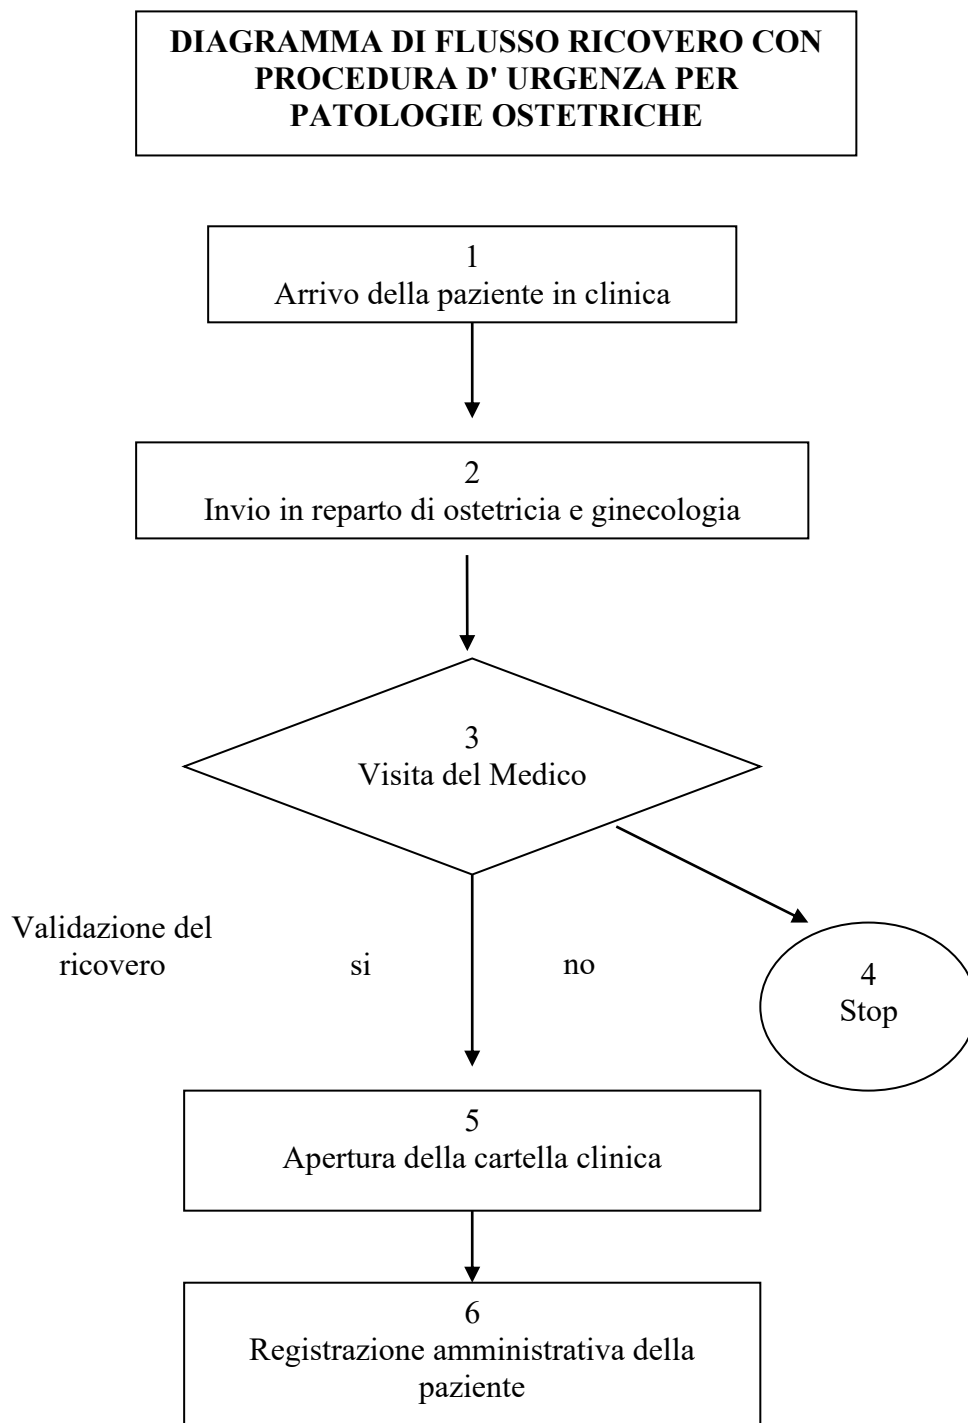 DIAGRAMMA DI FLUSSO RICOVERO CON
PROCEDURA D' URGENZA PER
PATOLOGIE OSTETRICHE
1
Arrivo della paziente in clinica
2
Invio in reparto di ostetricia e ginecologia
3
Visita del Medico
Validazione del
ricovero
si
no
4
Stop
5
Apertura della cartella clinica
6
Registrazione amministrativa della
paziente